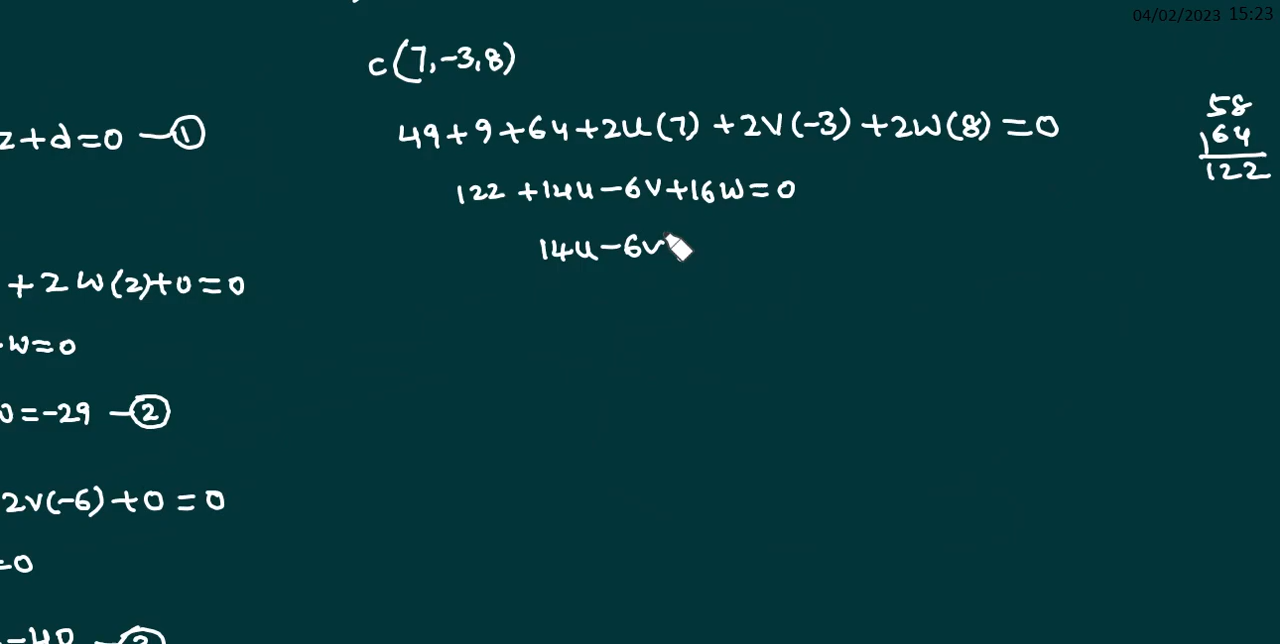 04/02/2023 15:23
c(7,-3,8)
z+d=0 —①
49+9+64+2u(7)+2v(-3)+2w(8)=0
58
164
122
122+14u-6v+16w=0
14u-6v
+2w(2)+0=0
w=0
=-29 —②
2v(-6)+0=0
=0
-40